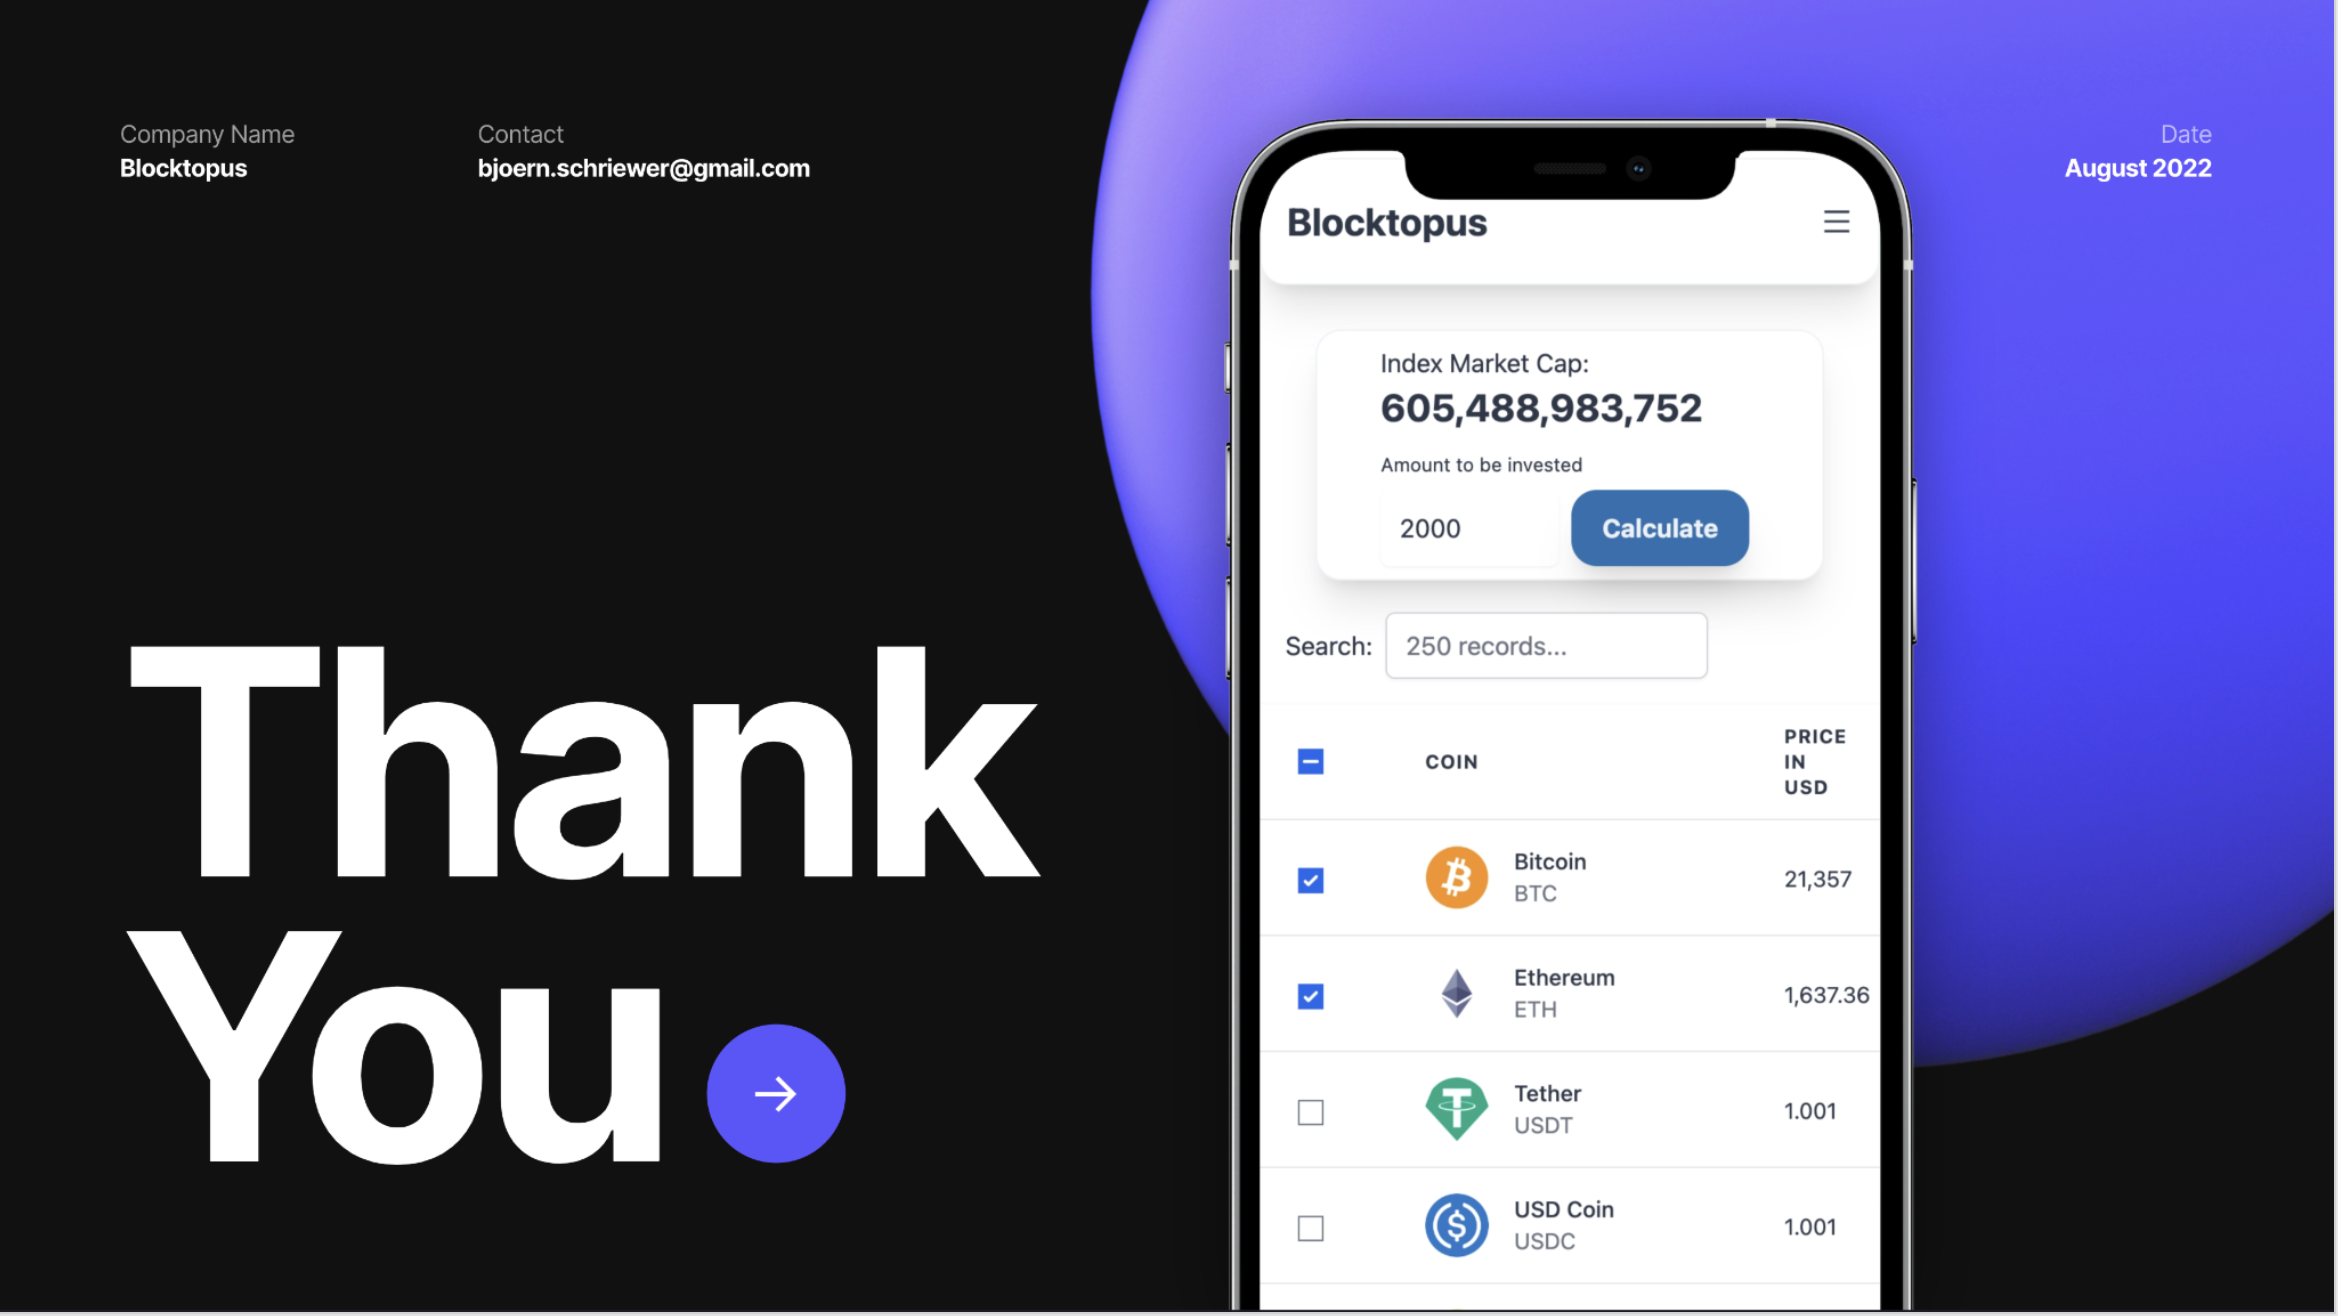 Company Name
Blocktopus
Contact
bjoern.schriewer@gmail.com
Date
August 2022
Thank
You
Blocktopus
Index Market Cap:
605,488,983,752
Amount to be invested
2000
Calculate
Search: 250 records...
COIN
PRICE
IN
USD
Bitcoin
BTC
21,357
Ethereum
ETH
1,637.36
Tether
USDT
1.001
USD Coin
USDC
1.001